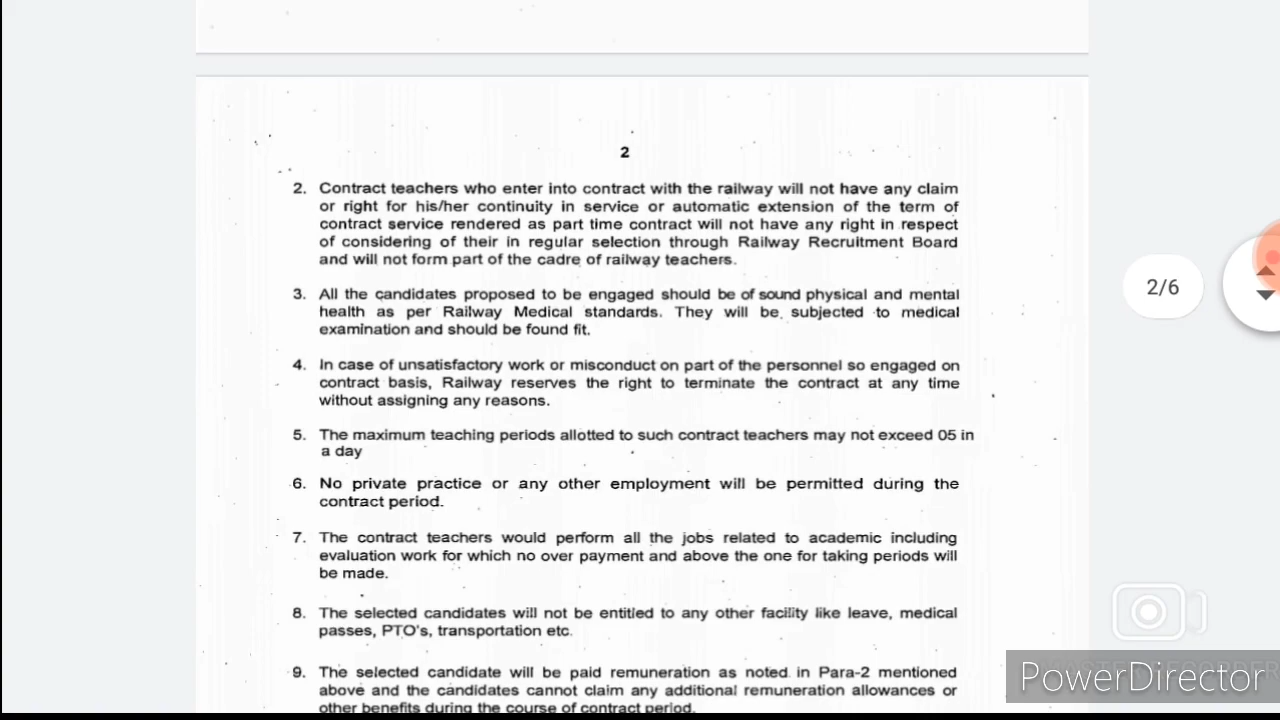 2
2. Contract teachers who enter into contract with the railway will not have any claim
or right for his/her continuity in service or automatic extension of the term of
contract service rendered as part time contract will not have any right in respect
of considering of their in regular selection through Railway Recruitment Board
and will not form part of the cadre of railway teachers.
3. All the candidates proposed to be engaged should be of sound physical and mental
health as per Railway Medical standards. They will be subjected to medical
examination and should be found fit.
4. In case of unsatisfactory work or misconduct on part of the personnel so engaged on
contract basis, Railway reserves the right to terminate the contract at any time
without assigning any reasons.
5. The maximum teaching periods allotted to such contract teachers may not exceed 05 in
a day
6. No private practice or any other employment will be permitted during the
contract period.
7. The contract teachers would perform all the jobs related to academic including
evaluation work for which no over payment and above the one for taking periods will
be made.
8. The selected candidates will not be entitled to any other facility like leave, medical
passes, PTO's, transportation etc.
9. The selected candidate will be paid remuneration as noted in Para-2 mentioned
above and the candidates cannot claim any additional remuneration allowances or
other benefits during the course of contract period.
2/6
PowerDirector